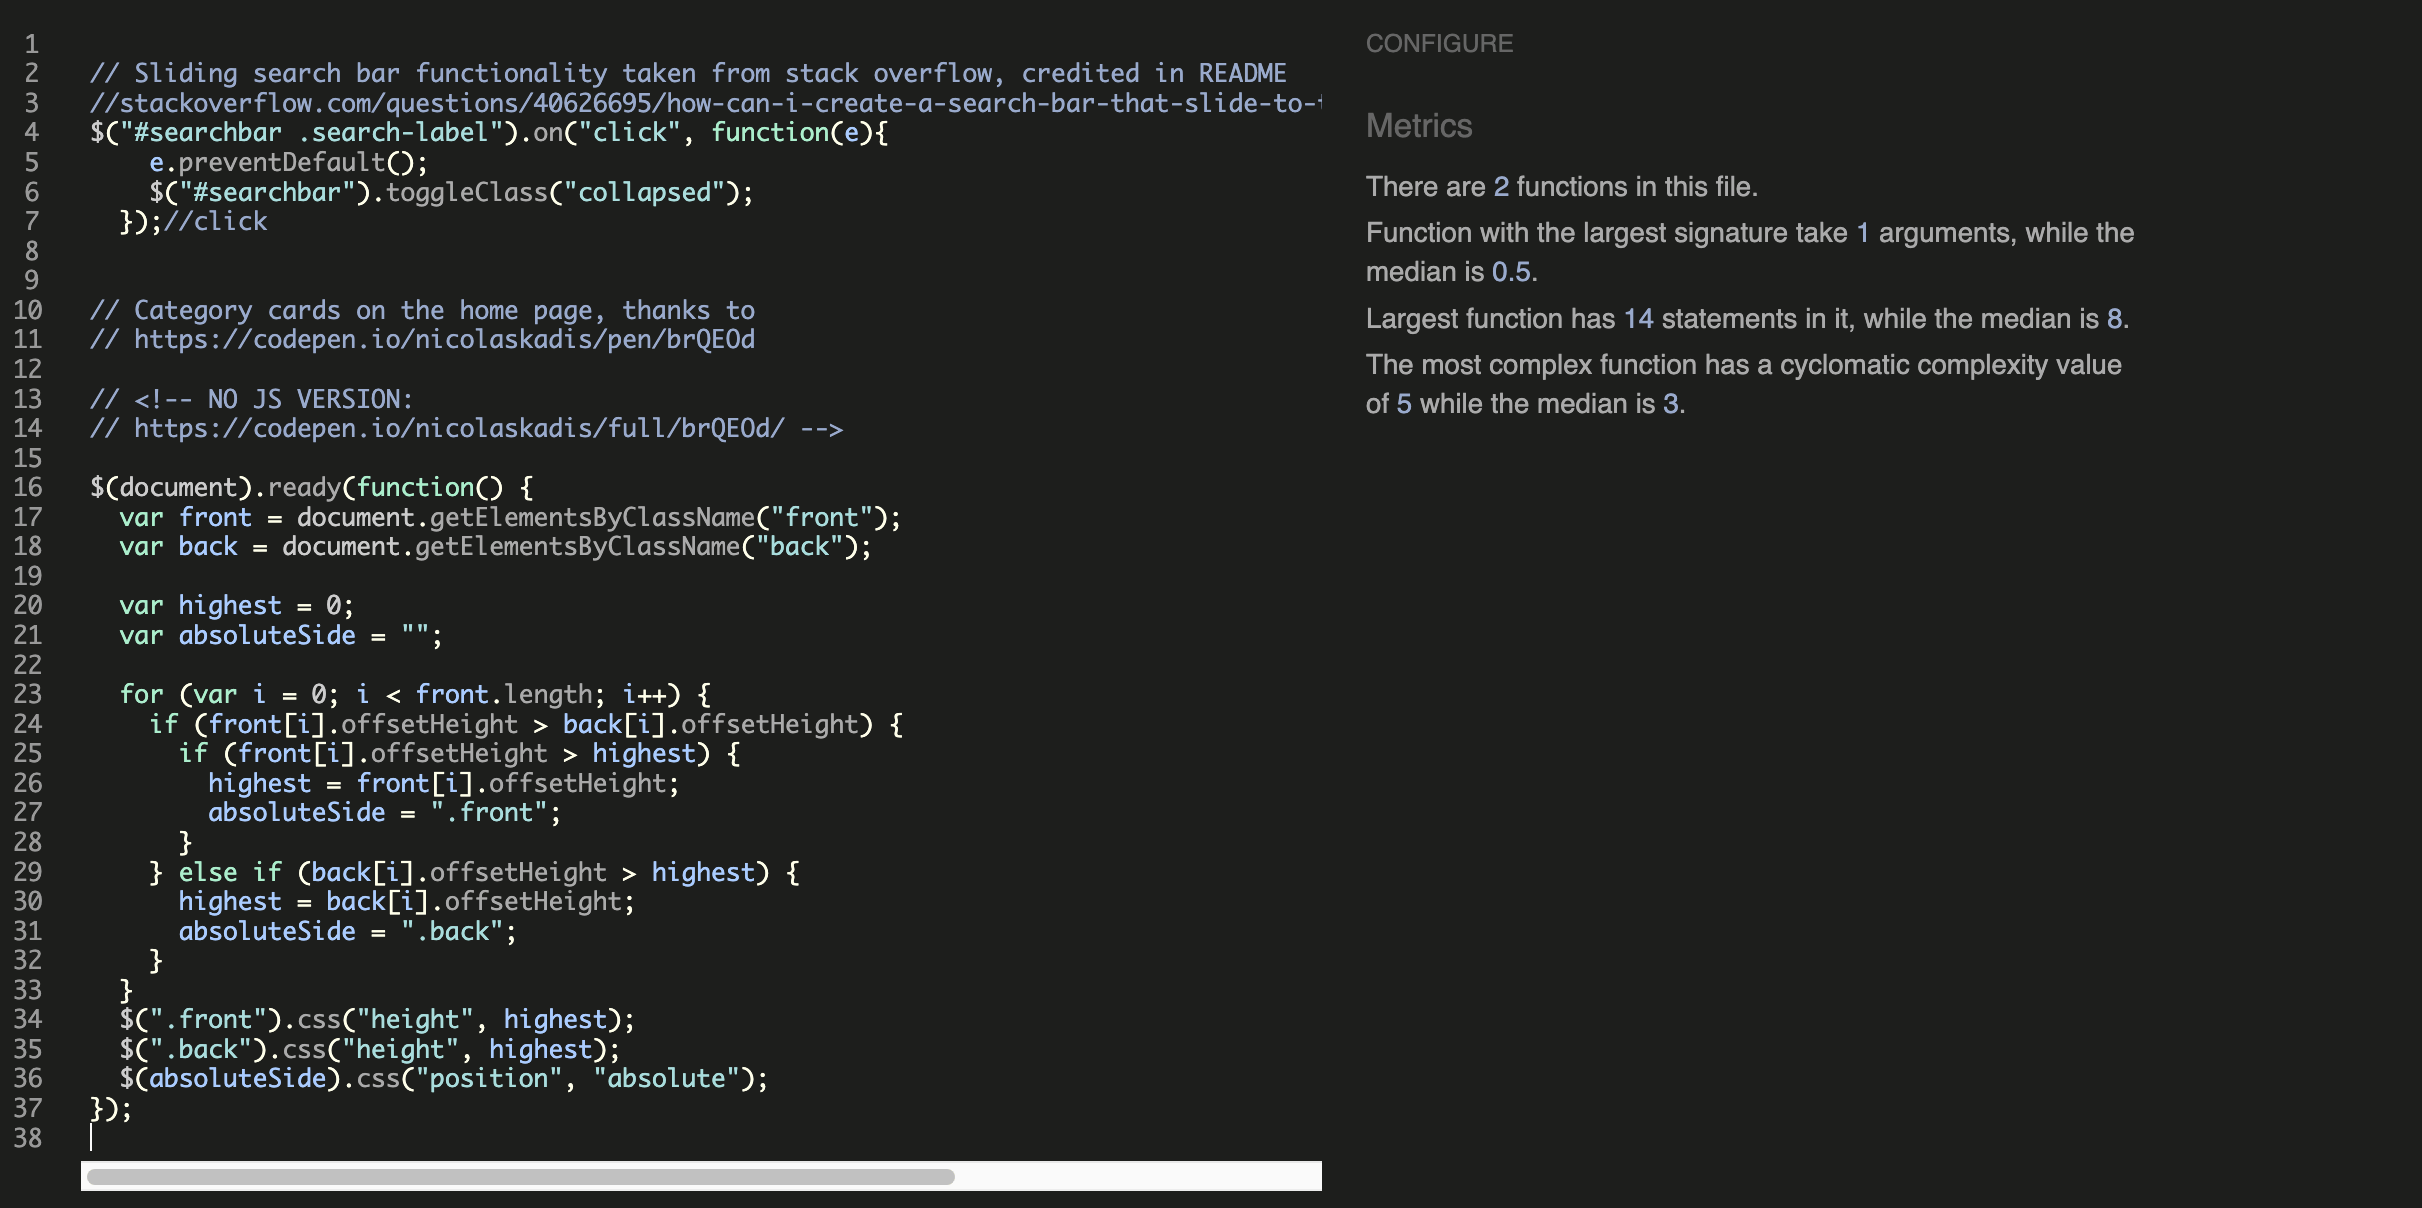 1
2 // Sliding search bar functionality taken from stack overflow, credited in README
3 //stackoverflow.com/questions/40626695/how-can-i-create-a-search-bar-that-slide-to-
4 $("#searchbar .search-label").on("click", function(e){
5     e.preventDefault();
6     $("#searchbar").toggleClass("collapsed");
7   });//click
8
9
10 // Category cards on the home page, thanks to
11 // https://codepen.io/nicolaskadis/pen/brQEOd
12
13 // <!-- NO JS VERSION:
14 // https://codepen.io/nicolaskadis/full/brQEOd/ -->
15
16 $(document).ready(function() {
17   var front = document.getElementsByClassName("front");
18   var back = document.getElementsByClassName("back");
19
20   var highest = 0;
21   var absoluteSide = "";
22
23   for (var i = 0; i < front.length; i++) {
24     if (front[i].offsetHeight > back[i].offsetHeight) {
25       if (front[i].offsetHeight > highest) {
26         highest = front[i].offsetHeight;
27         absoluteSide = ".front";
28       }
29     } else if (back[i].offsetHeight > highest) {
30       highest = back[i].offsetHeight;
31       absoluteSide = ".back";
32     }
33   }
34   $(".front").css("height", highest);
35   $(".back").css("height", highest);
36   $(absoluteSide).css("position", "absolute");
37 });
38
CONFIGURE
Metrics
There are 2 functions in this file.
Function with the largest signature take 1 arguments, while the
median is 0.5.
Largest function has 14 statements in it, while the median is 8.
The most complex function has a cyclomatic complexity value
of 5 while the median is 3.